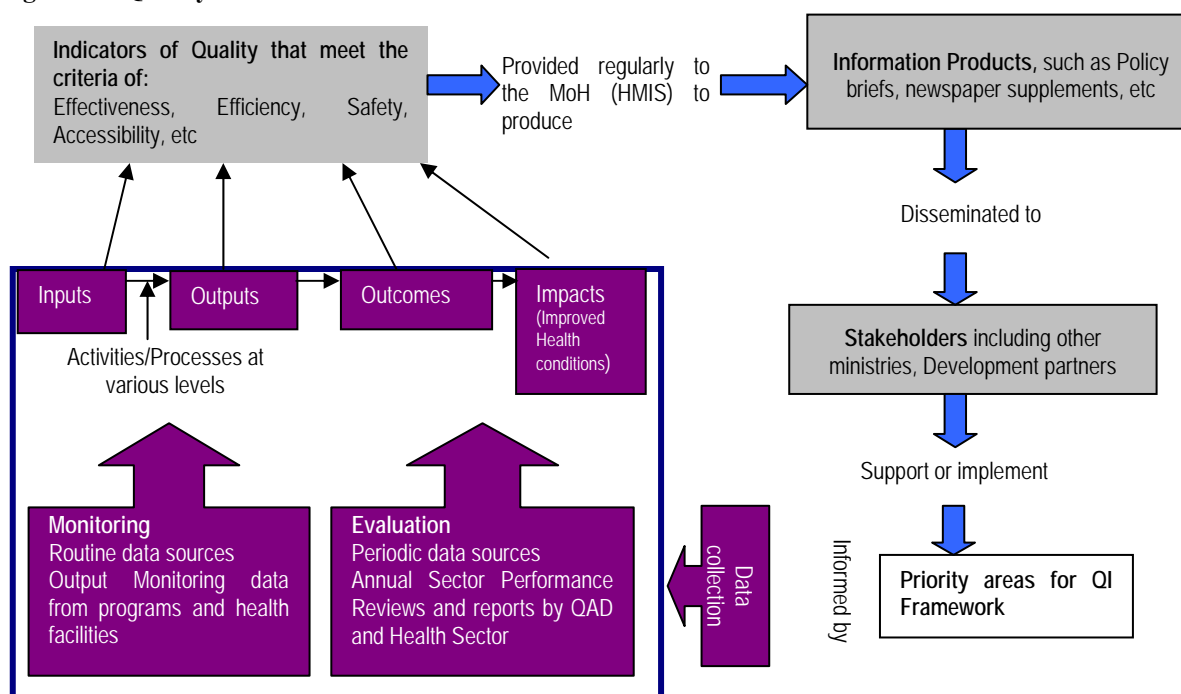 Indicators of Quality that meet the
criteria of:
Effectiveness, Efficiency, Safety,
Accessibility, etc
Provided regularly to
the MoH (HMIS) to
produce
Information Products, such as Policy
briefs, newspaper supplements, etc
Disseminated to
Stakeholders including other
ministries, Development partners
Support or implement
Priority areas for QI
Framework
Informed by
Inputs
Outputs
Outcomes
Impacts
(Improved
Health
conditions)
Activities/Processes at
various levels
Monitoring
Routine data sources
Output Monitoring data
from programs and health
facilities
Evaluation
Periodic data sources
Annual Sector Performance
Reviews and reports by QAD
and Health Sector
Data
collection